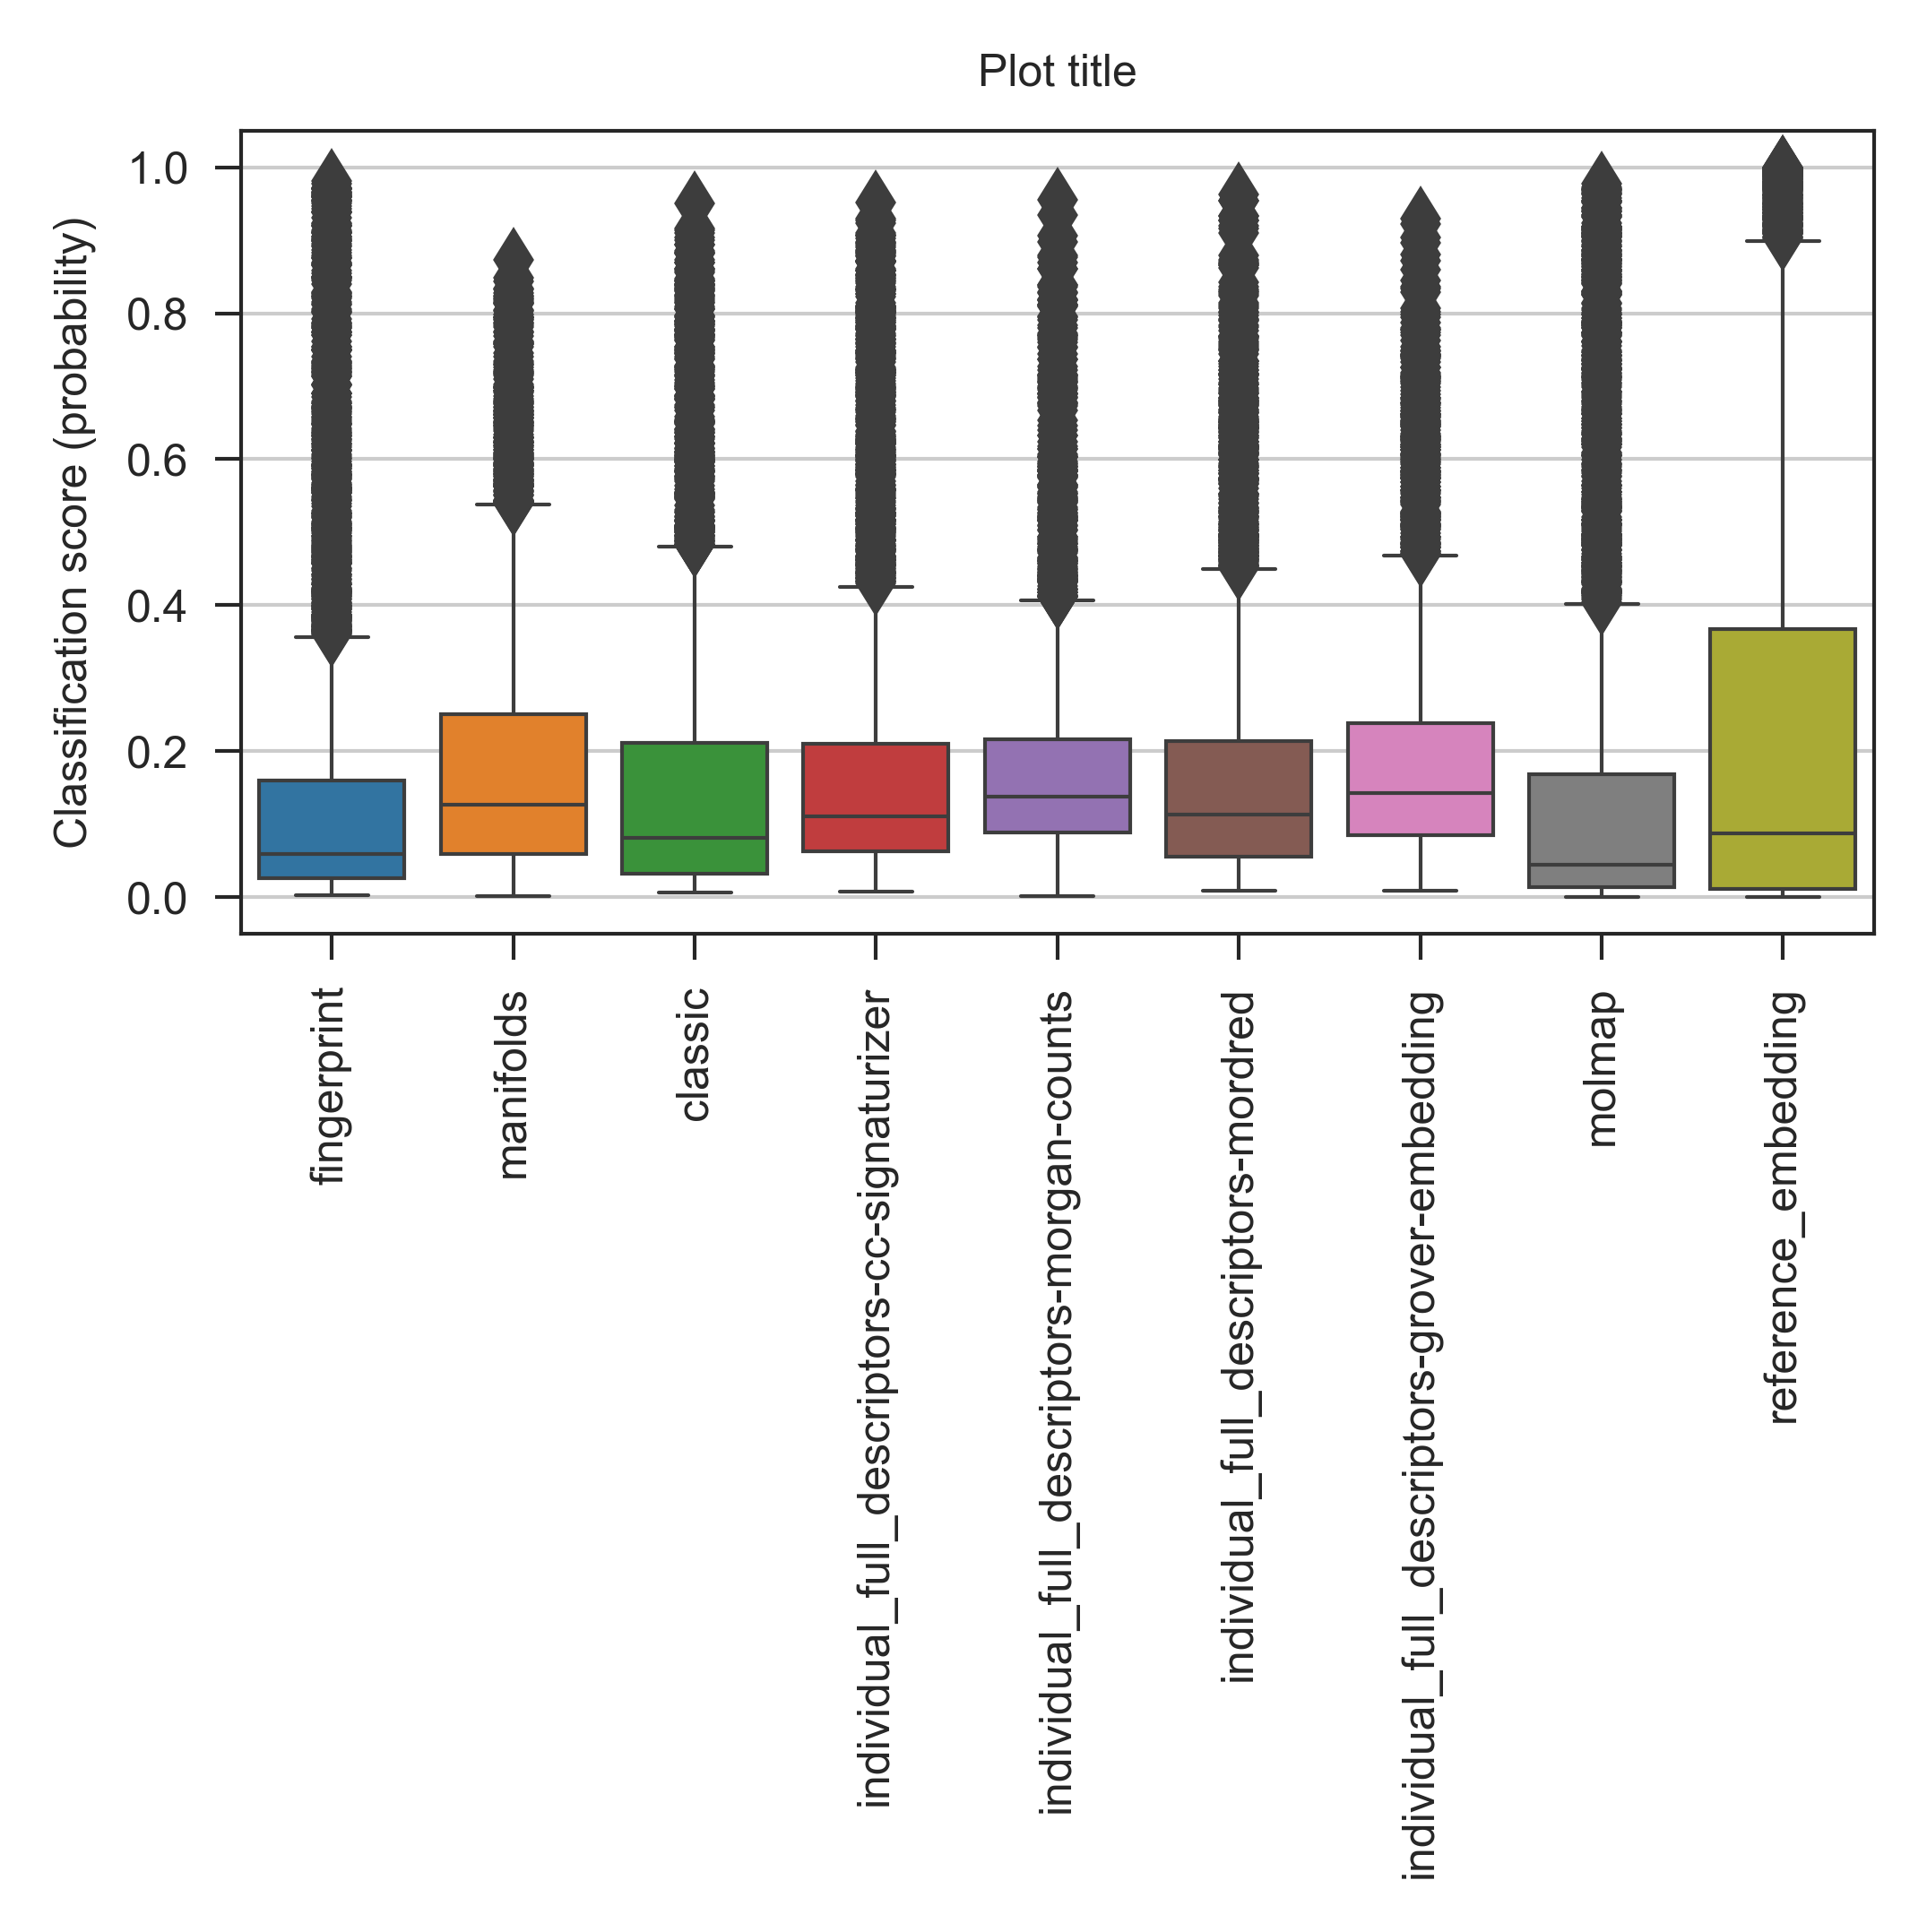 Plot title
Classification score (probability)
1.0
0.8
0.6
0.4
0.2
0.0
fingerprint
manifolds
classic
individual_full_descriptors-cc-signaturizer
individual_full_descriptors-morgan-counts
individual_full_descriptors-mordred
individual_full_descriptors-grover-embedding
molmap
reference_embedding